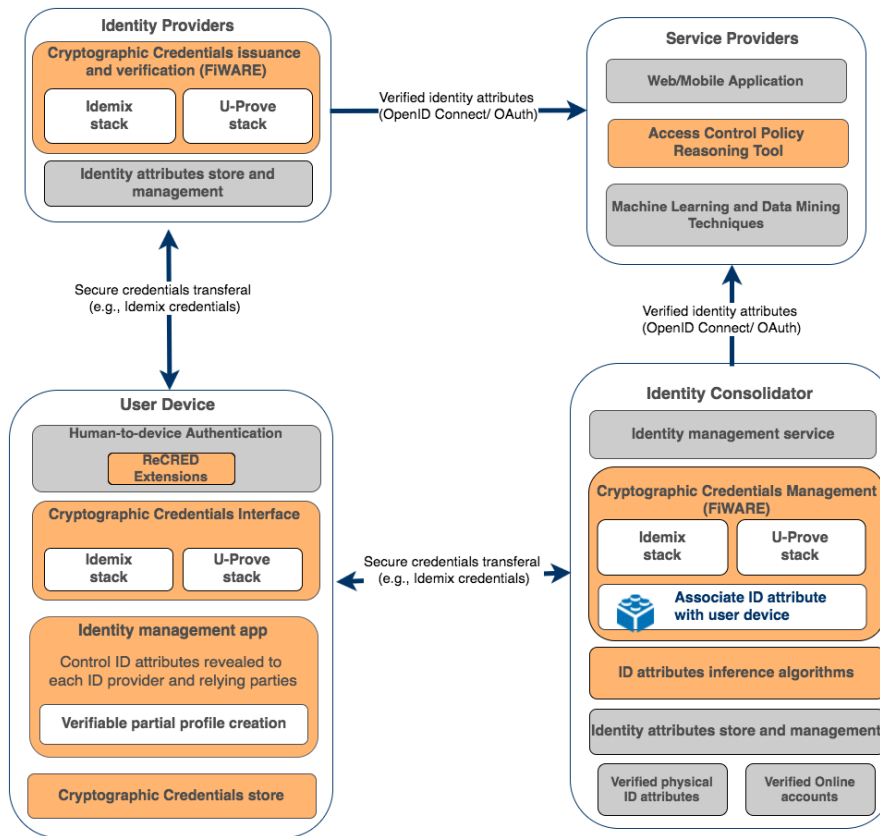 Identity Providers
Cryptographic Credentials issuance
and verification (FiWARE)
Idemix
stack
U-Prove
stack
Identity attributes store and
management
Verified identity attributes
(OpenID Connect/ OAuth)
Service Providers
Web/Mobile Application
Access Control Policy
Reasoning Tool
Machine Learning and Data Mining
Techniques
Secure credentials transferal
(e.g., Idemix credentials)
Verified identity attributes
(OpenID Connect/ OAuth)
User Device
Human-to-device Authentication
ReCRED
Extensions
Cryptographic Credentials Interface
Idemix
stack
U-Prove
stack
Identity management app
Control ID attributes revealed to
each ID provider and relying parties
Verifiable partial profile creation
Cryptographic Credentials store
Secure credentials transferal
(e.g., Idemix credentials)
Identity Consolidator
Identity management service
Cryptographic Credentials Management
(FiWARE)
Idemix
stack
U-Prove
stack
Associate ID attribute
with user device
ID attributes inference algorithms
Identity attributes store and management
Verified physical
ID attributes
Verified Online
accounts